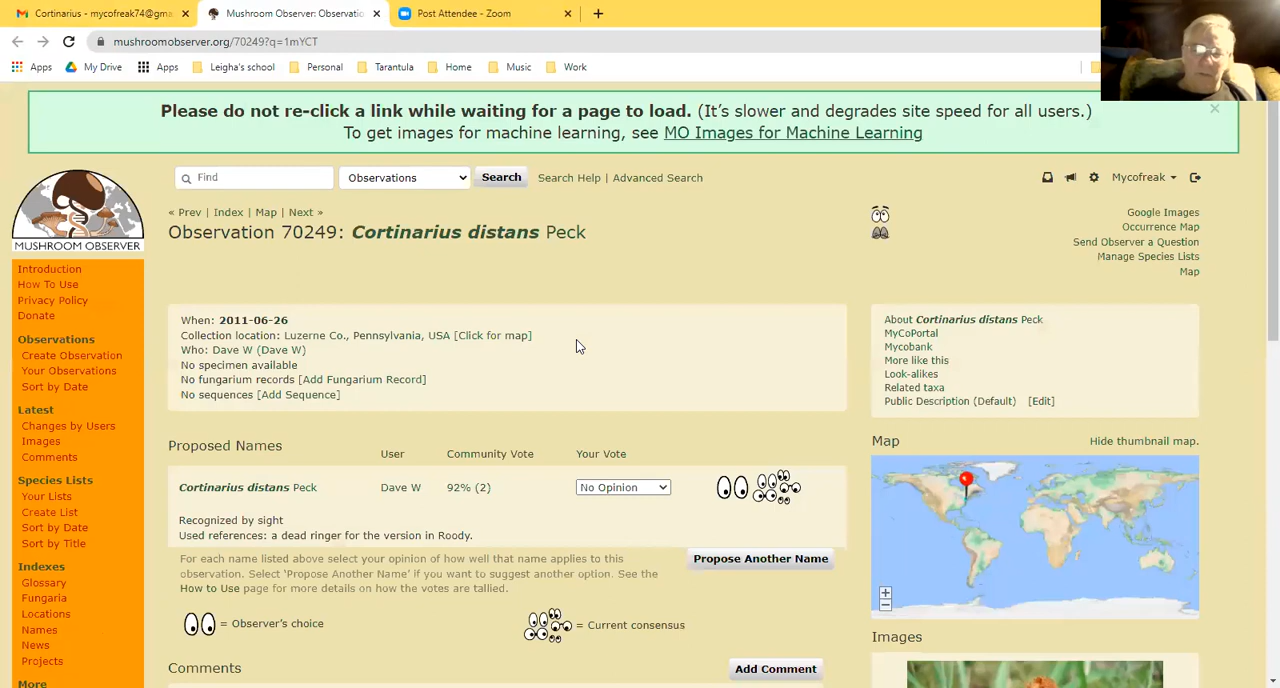 Cortinarius - mycofreak74@gma
Mushroom Observer: Observatio
Post Attendee - Zoom
mushroomobserver.org/70249?q=1mYCT
Apps My Drive Apps Leigha's school Personal Tarantula Home Music Work
Please do not re-click a link while waiting for a page to load. (It's slower and degrades site speed for all users.)
To get images for machine learning, see MO Images for Machine Learning
MUSHROOM OBSERVER
Find Observations Search Search Help | Advanced Search Mycofreak
« Prev | Index | Map | Next »
Observation 70249: Cortinarius distans Peck
Google Images
Occurrence Map
Send Observer a Question
Manage Species Lists
Map
Introduction
How To Use
Privacy Policy
Donate
Observations
Create Observation
Your Observations
Sort by Date
Latest
Changes by Users
Images
Comments
Species Lists
Your Lists
Create List
Sort by Date
Sort by Title
Indexes
Glossary
Fungaria
Locations
Names
News
Projects
More
When: 2011-06-26
Collection location: Luzerne Co., Pennsylvania, USA [Click for map]
Who: Dave W (Dave W)
No specimen available
No fungarium records [Add Fungarium Record]
No sequences [Add Sequence]
Proposed Names User Community Vote Your Vote
Cortinarius distans Peck Dave W 92% (2) No Opinion
Recognized by sight
Used references: a dead ringer for the version in Roody.
For each name listed above select your opinion of how well that name applies to this
observation. Select 'Propose Another Name' if you want to suggest another option. See the
How to Use page for more details on how the votes are tallied.
Propose Another Name
= Observer's choice = Current consensus
Comments Add Comment
About Cortinarius distans Peck
MyCoPortal
Mycobank
More like this
Look-alikes
Related taxa
Public Description (Default) [Edit]
Map Hide thumbnail map.
Images